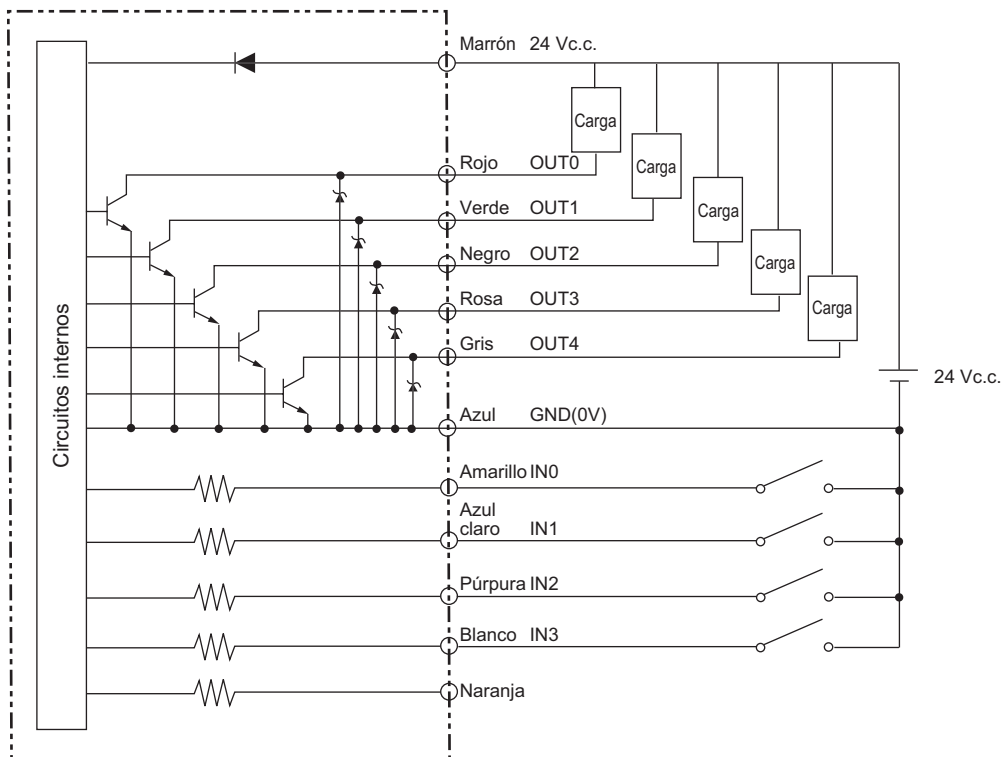 Marrón 24 Vc.c.
Carga
Carga
Carga
Carga
Carga
Rojo OUT0
Verde OUT1
Negro OUT2
Rosa OUT3
Gris OUT4
24 Vc.c.
Azul GND(0V)
Amarillo IN0
Azul
claro IN1
Púrpura IN2
Blanco IN3
Naranja
Circuitos internos